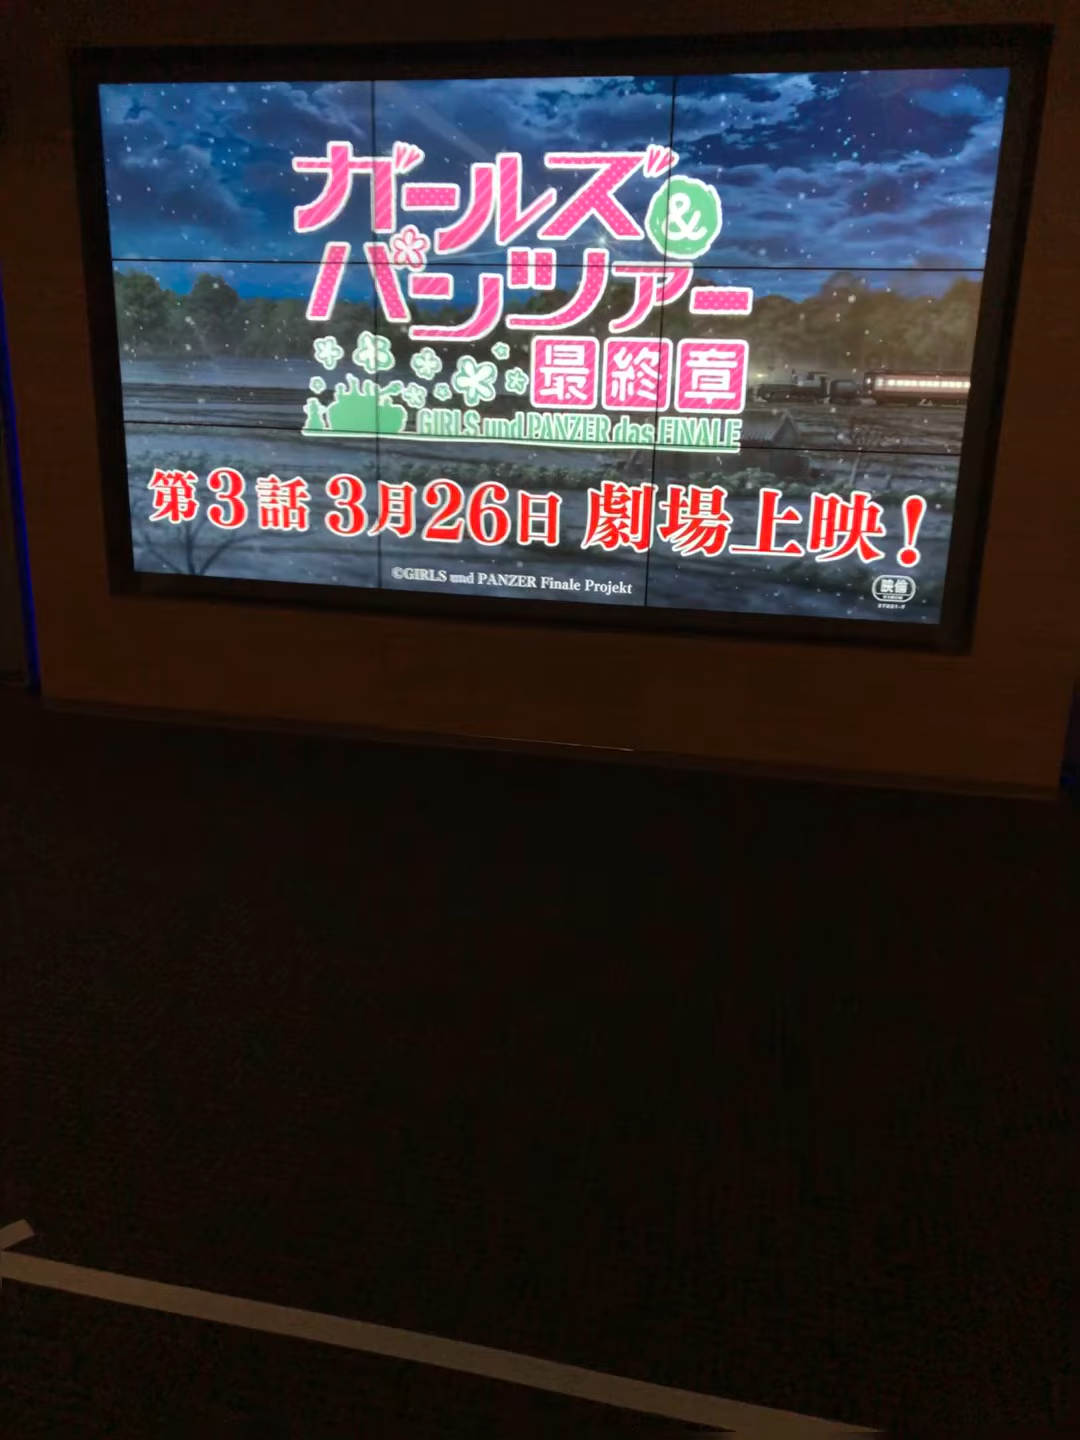 ガールズ&
パンツァー
最終章
GIRLS und PANZER das FINALE
第3話 3月26日 劇場上映!
©GIRLS und PANZER Finale Projekt
映倫